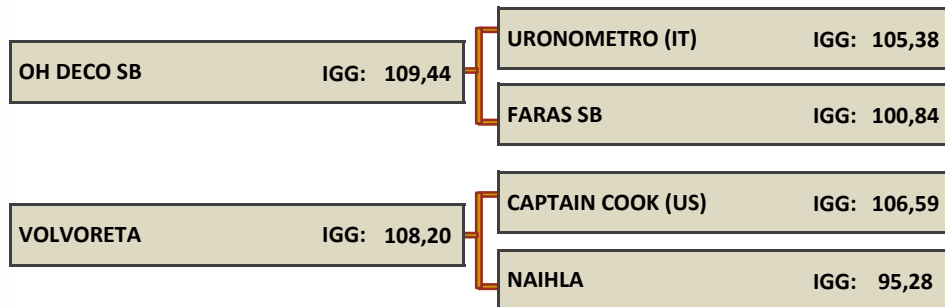 URONOMETRO (IT) IGG: 105,38
OH DECO SB IGG: 109,44
FARAS SB IGG: 100,84
CAPTAIN COOK (US) IGG: 106,59
VOLVORETA IGG: 108,20
NAIHLA IGG: 95,28